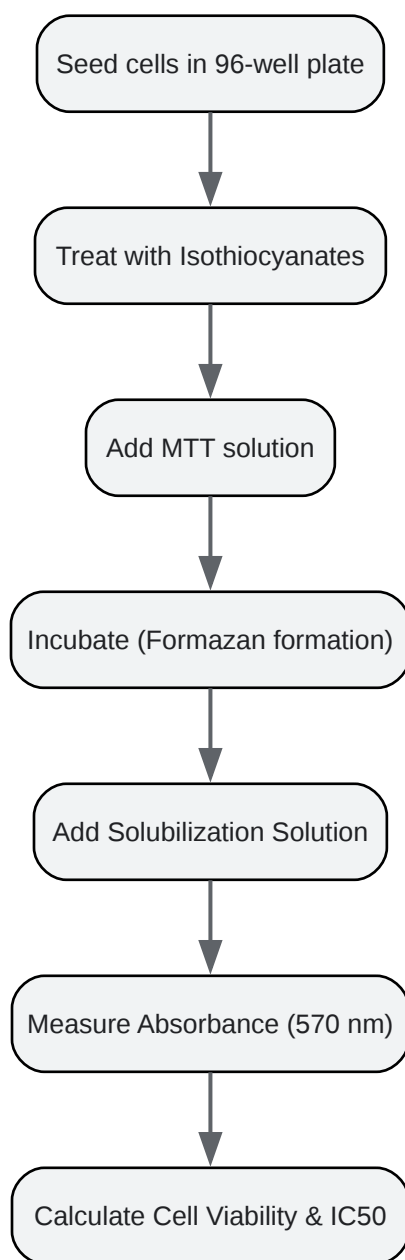 Seed cells in 96-well plate
Treat with Isothiocyanates
Add MTT solution
Incubate (Formazan formation)
Add Solubilization Solution
Measure Absorbance (570 nm)
Calculate Cell Viability & IC50